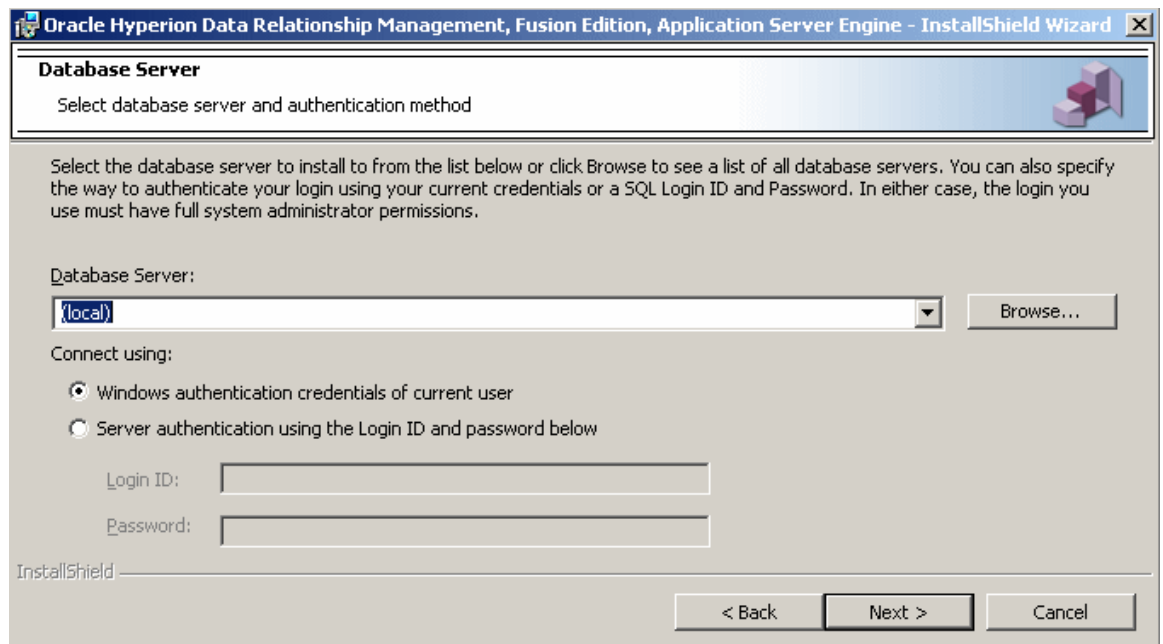 Oracle Hyperion Data Relationship Management, Fusion Edition, Application Server Engine - InstallShield Wizard
Database Server
Select database server and authentication method
Select the database server to install to from the list below or click Browse to see a list of all database servers. You can also specify
the way to authenticate your login using your current credentials or a SQL Login ID and Password. In either case, the login you
use must have full system administrator permissions.
Database Server:
(local)
Browse...
Connect using:
Windows authentication credentials of current user
Server authentication using the Login ID and password below
Login ID:
Password:
InstallShield
< Back
Next >
Cancel